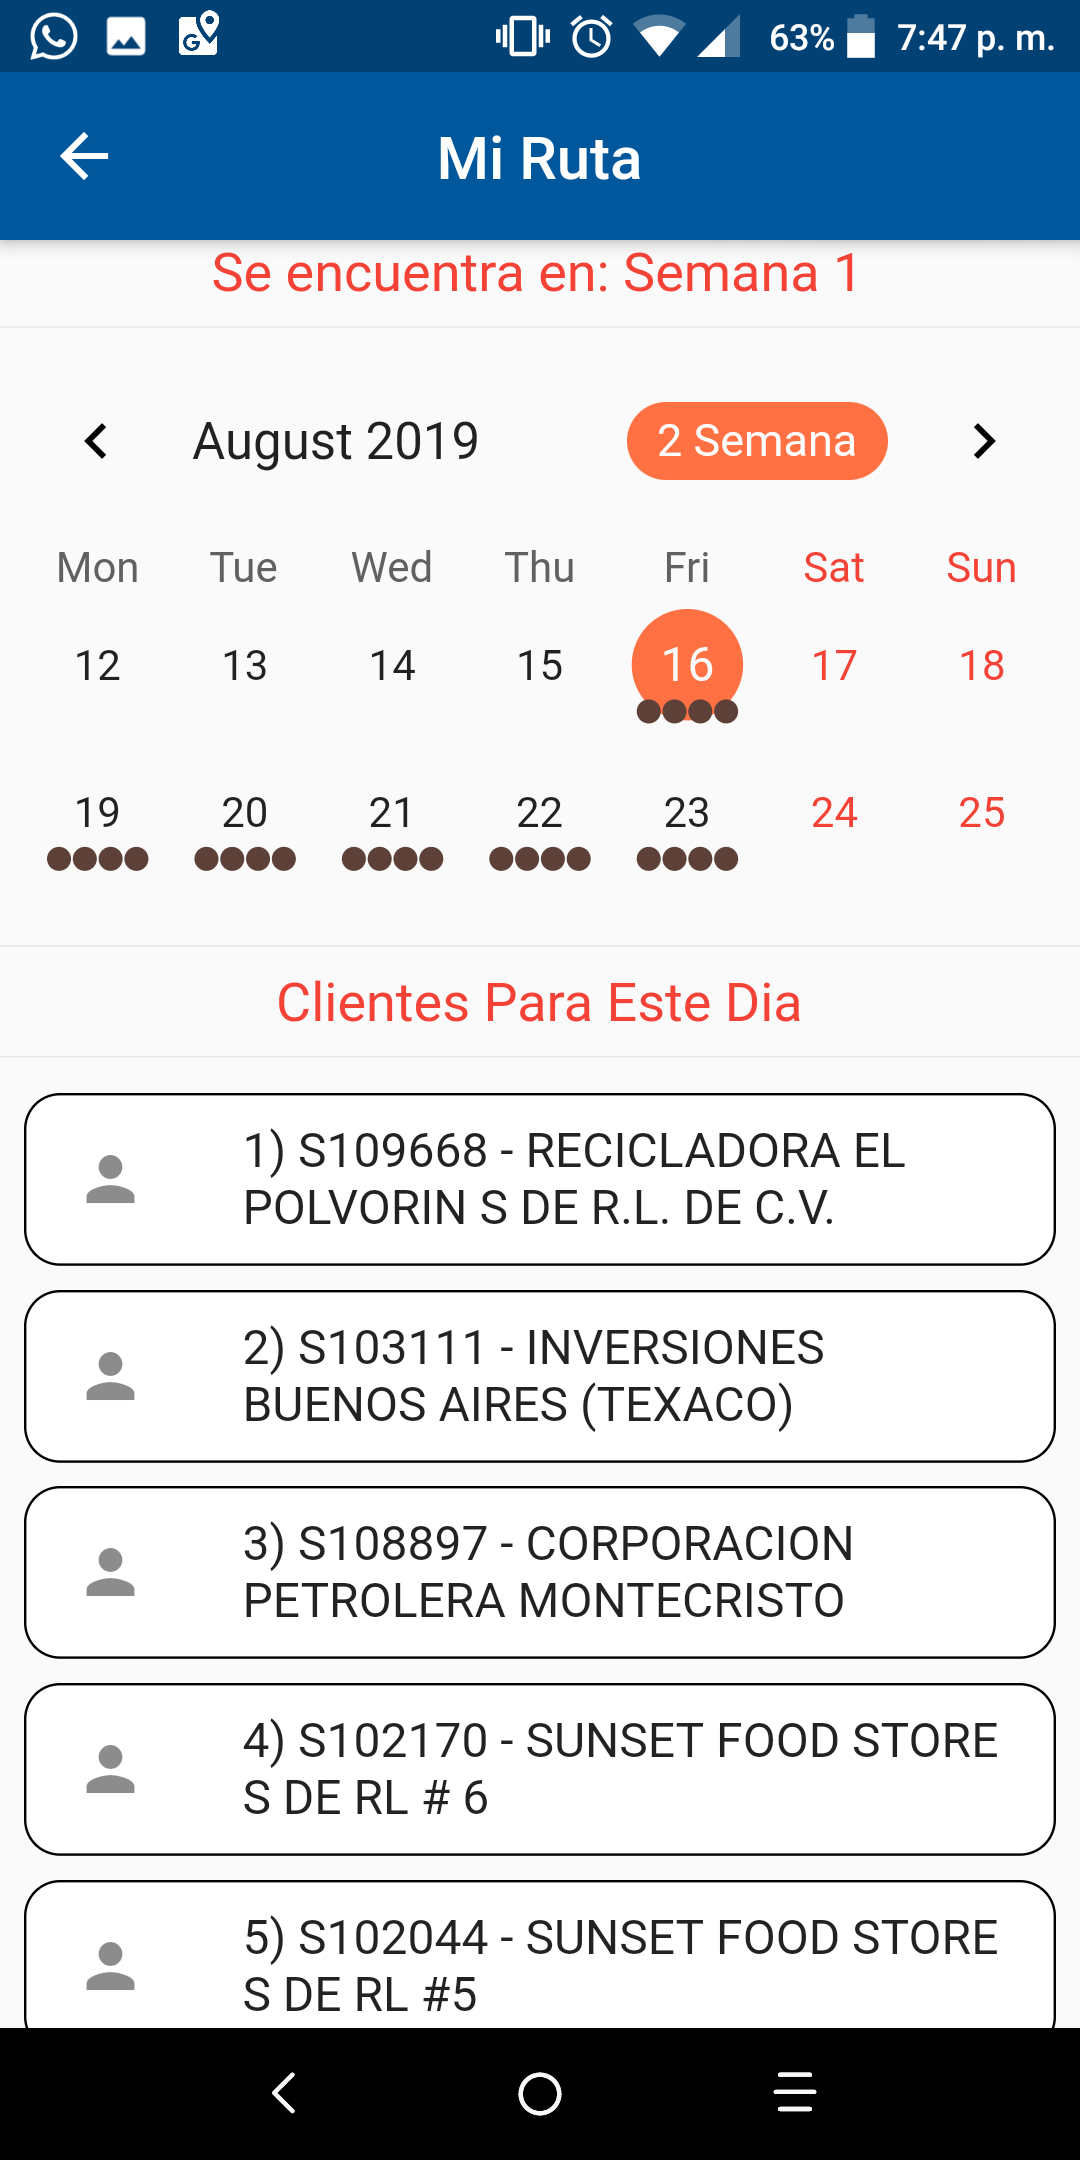 63% 7:47 p. m.
Mi Ruta
Se encuentra en: Semana 1
August 2019 2 Semana
Mon Tue Wed Thu Fri Sat Sun
12 13 14 15 16 17 18
19 20 21 22 23 24 25
Clientes Para Este Dia
1) S109668 - RECICLADORA EL
POLVORIN S DE R.L. DE C.V.
2) S103111 - INVERSIONES
BUENOS AIRES (TEXACO)
3) S108897 - CORPORACION
PETROLERA MONTECRISTO
4) S102170 - SUNSET FOOD STORE
S DE RL # 6
5) S102044 - SUNSET FOOD STORE
S DE RL #5